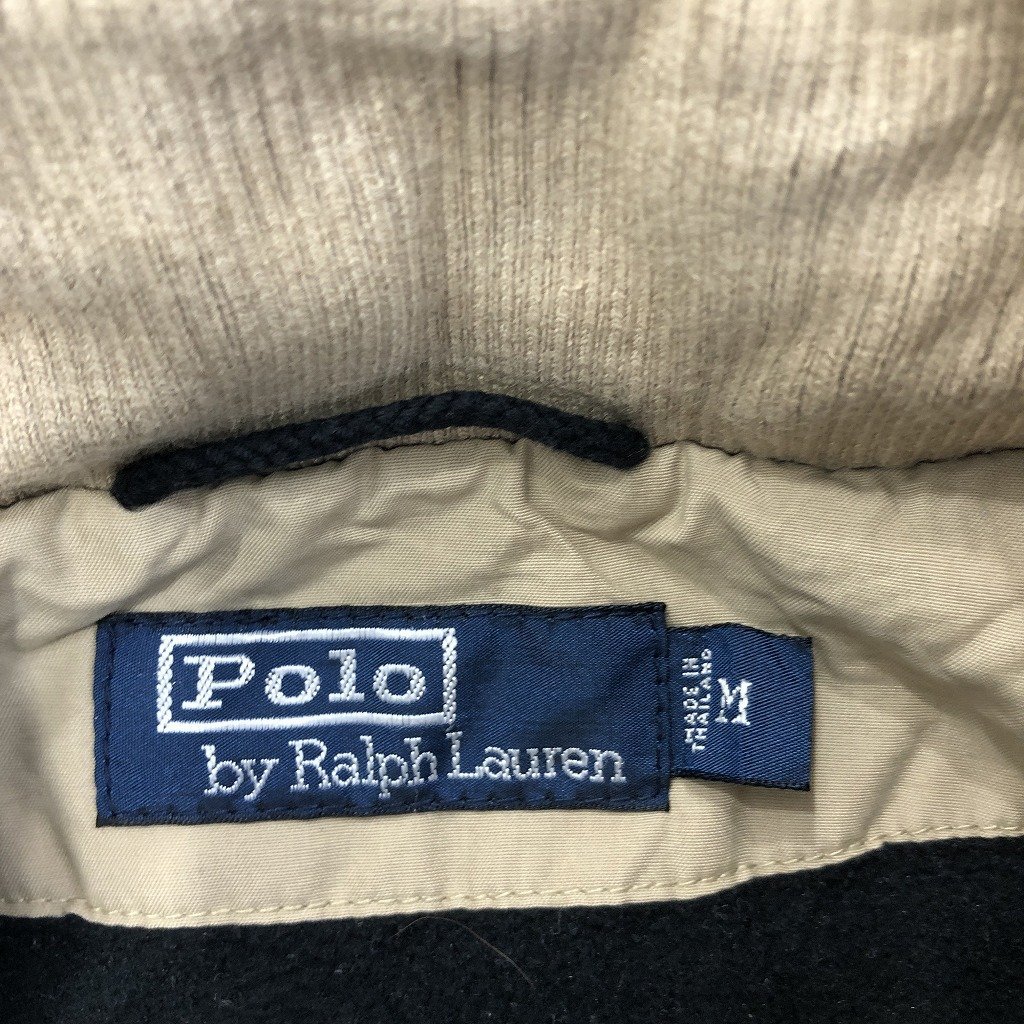 Polo
by Ralph Lauren
MADE IN
THAILAND
M